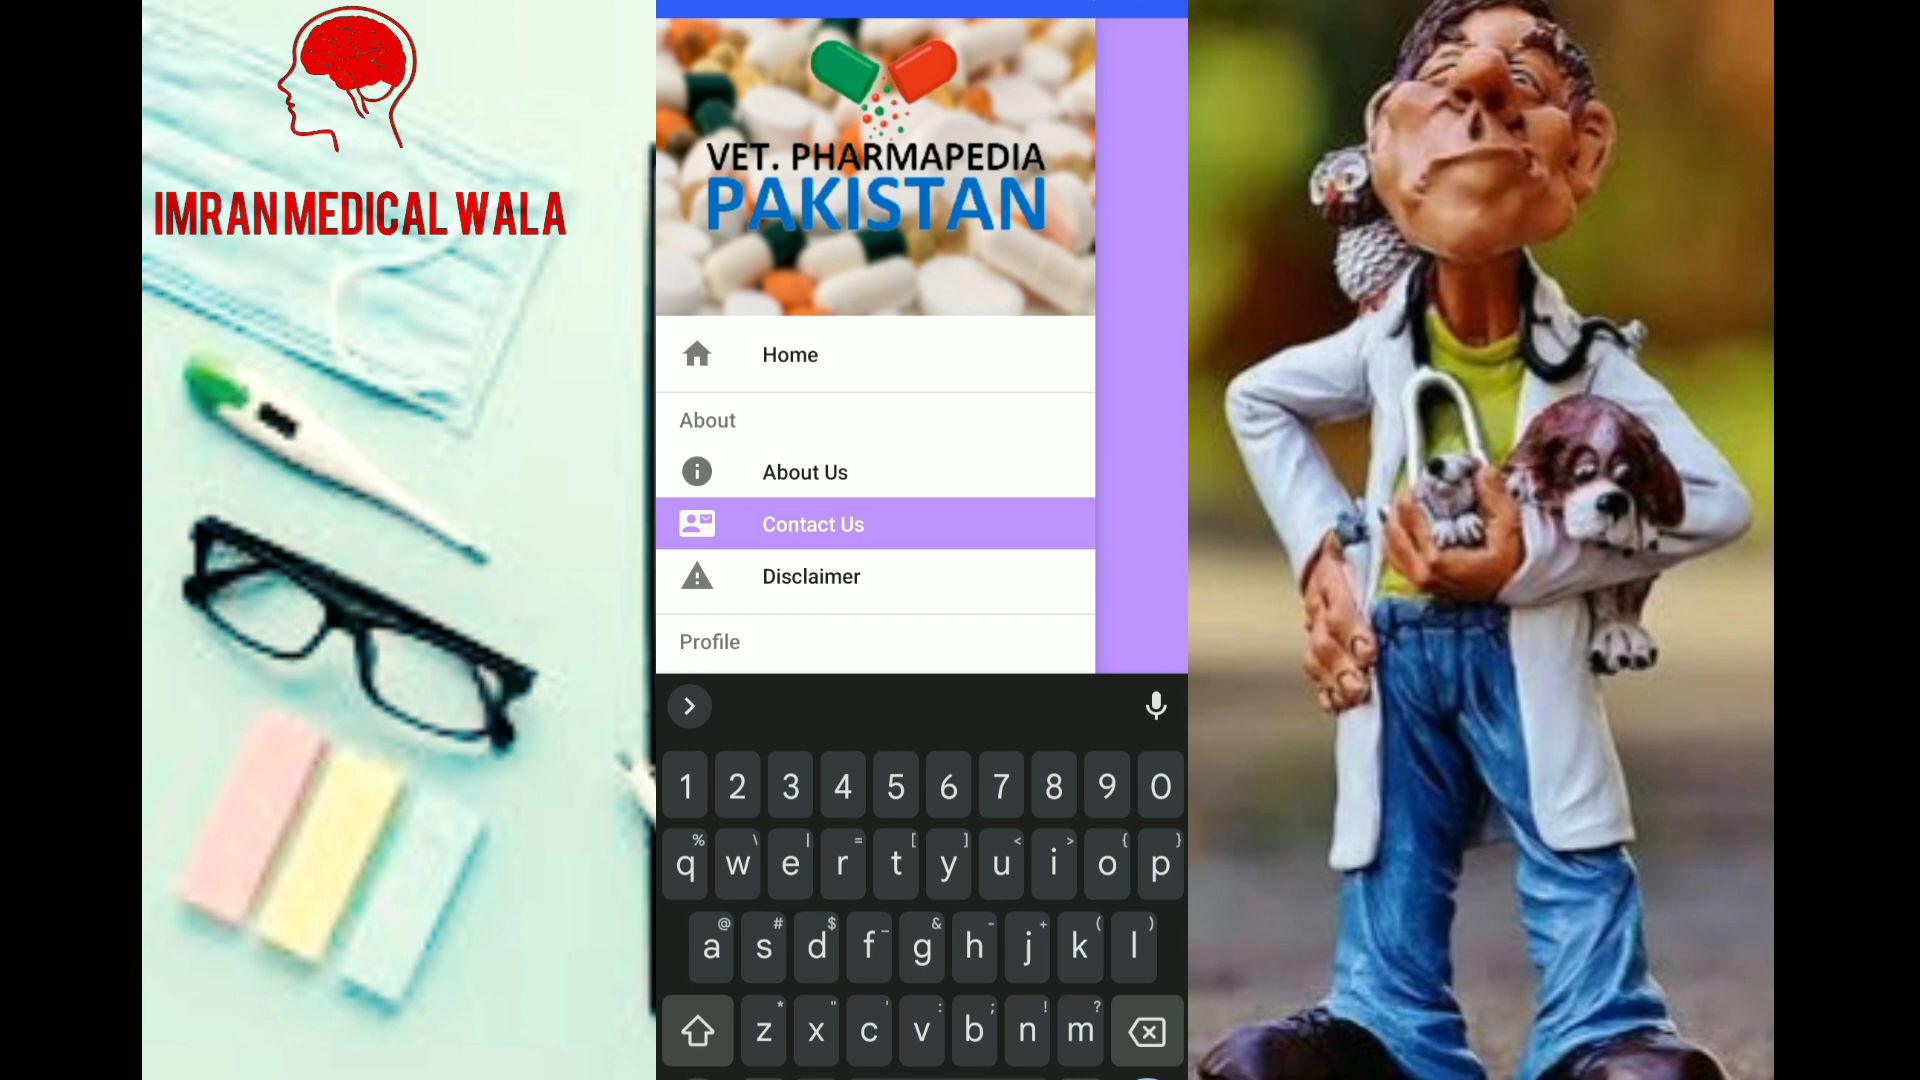 IMRAN MEDICAL WALA
VET. PHARMAPEDIA
PAKISTAN
Home
About
About Us
Contact Us
Disclaimer
Profile
1 2 3 4 5 6 7 8 9 0
% \ | = [ ] < > { }
q w e r t y u i o p
@ # $ _ & - + ( )
a s d f g h j k l
* " ' : ; ! ?
z x c v b n m